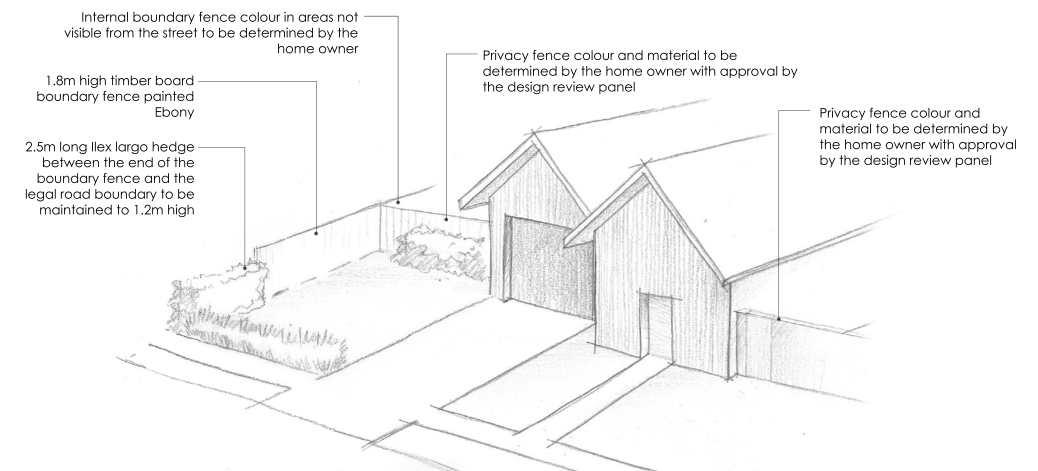 Internal boundary fence colour in areas not
visible from the street to be determined by the
home owner
Privacy fence colour and material to be
determined by the home owner with approval by
the design review panel
1.8m high timber board
boundary fence painted
Ebony
Privacy fence colour and
material to be determined by
the home owner with approval
by the design review panel
2.5m long Ilex largo hedge
between the end of the
boundary fence and the
legal road boundary to be
maintained to 1.2m high